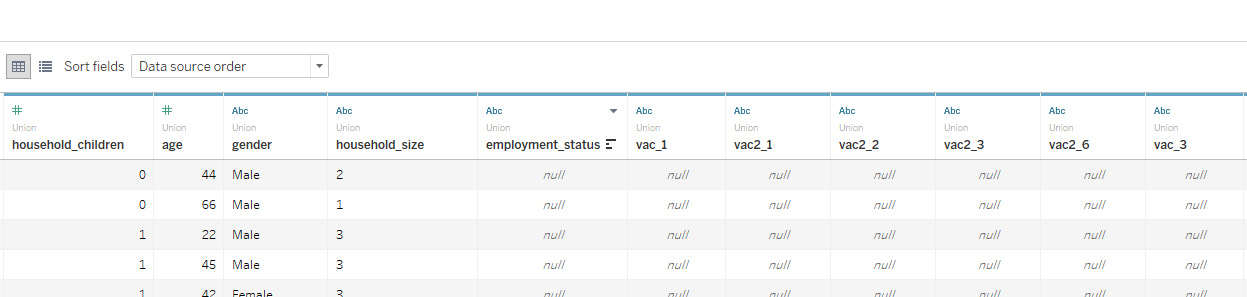 Sort fields Data source order
# # Abc Abc Abc Abc Abc Abc Abc Abc Abc
Union Union Union Union Union Union Union Union Union Union Union
household_children age gender household_size employment_status vac_1 vac2_1 vac2_2 vac2_3 vac2_6 vac_3
0 44 Male 2 null null null null null null null
0 66 Male 1 null null null null null null null
1 22 Male 3 null null null null null null null
1 45 Male 3 null null null null null null null
1 42 Female 3 null null null null null null null